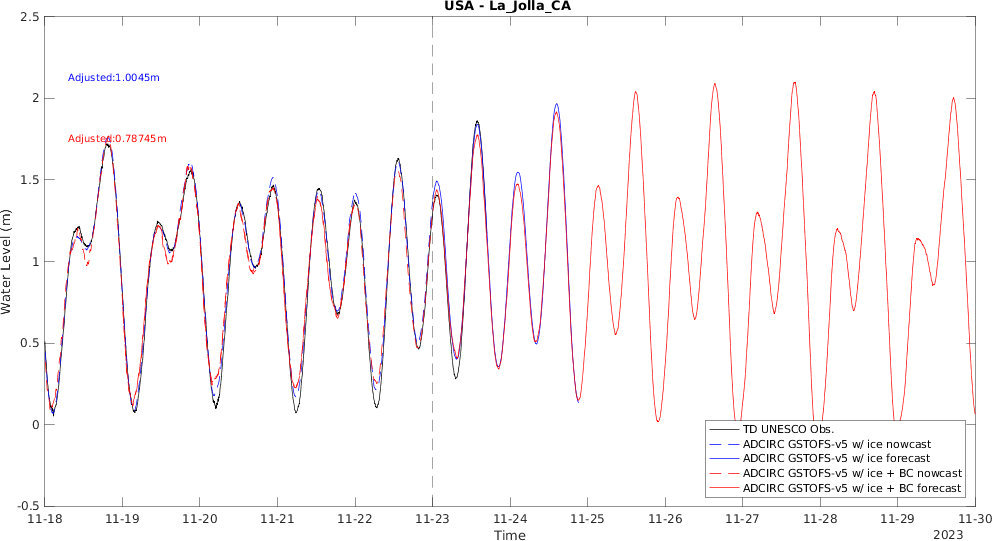 USA - La_Jolla_CA
2.5
2
1.5
1
0.5
0
-0.5
Water Level (m)
Adjusted:1.0045m
Adjusted:0.78745m
TD UNESCO Obs.
ADCIRC GSTOFS-v5 w/ ice nowcast
ADCIRC GSTOFS-v5 w/ ice forecast
ADCIRC GSTOFS-v5 w/ ice + BC nowcast
ADCIRC GSTOFS-v5 w/ ice + BC forecast
11-18 11-19 11-20 11-21 11-22 11-23 11-24 11-25 11-26 11-27 11-28 11-29 11-30
Time
2023